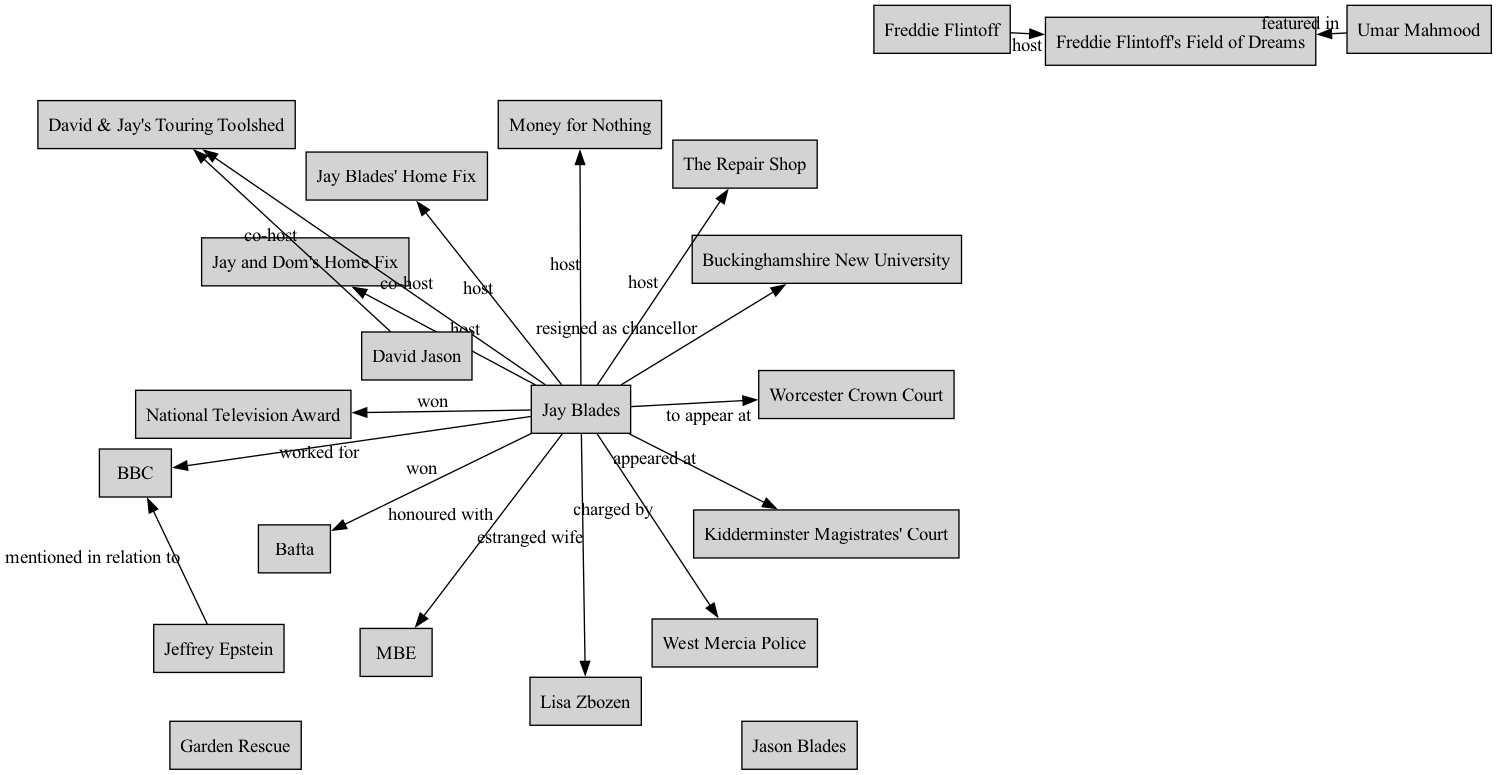 Freddie Flintoff
host
Freddie Flintoff's Field of Dreams
featured in
Umar Mahmood
David & Jay's Touring Toolshed
Money for Nothing
The Repair Shop
Jay Blades' Home Fix
co-host
Jay and Dom's Home Fix
co-host
host
host
host
Buckinghamshire New University
host
resigned as chancellor
David Jason
National Television Award
won
Jay Blades
to appear at
Worcester Crown Court
worked for
BBC
won
appeared at
honoured with
charged by
estranged wife
Kidderminster Magistrates' Court
Bafta
mentioned in relation to
Jeffrey Epstein
MBE
West Mercia Police
Lisa Zbozen
Garden Rescue
Jason Blades